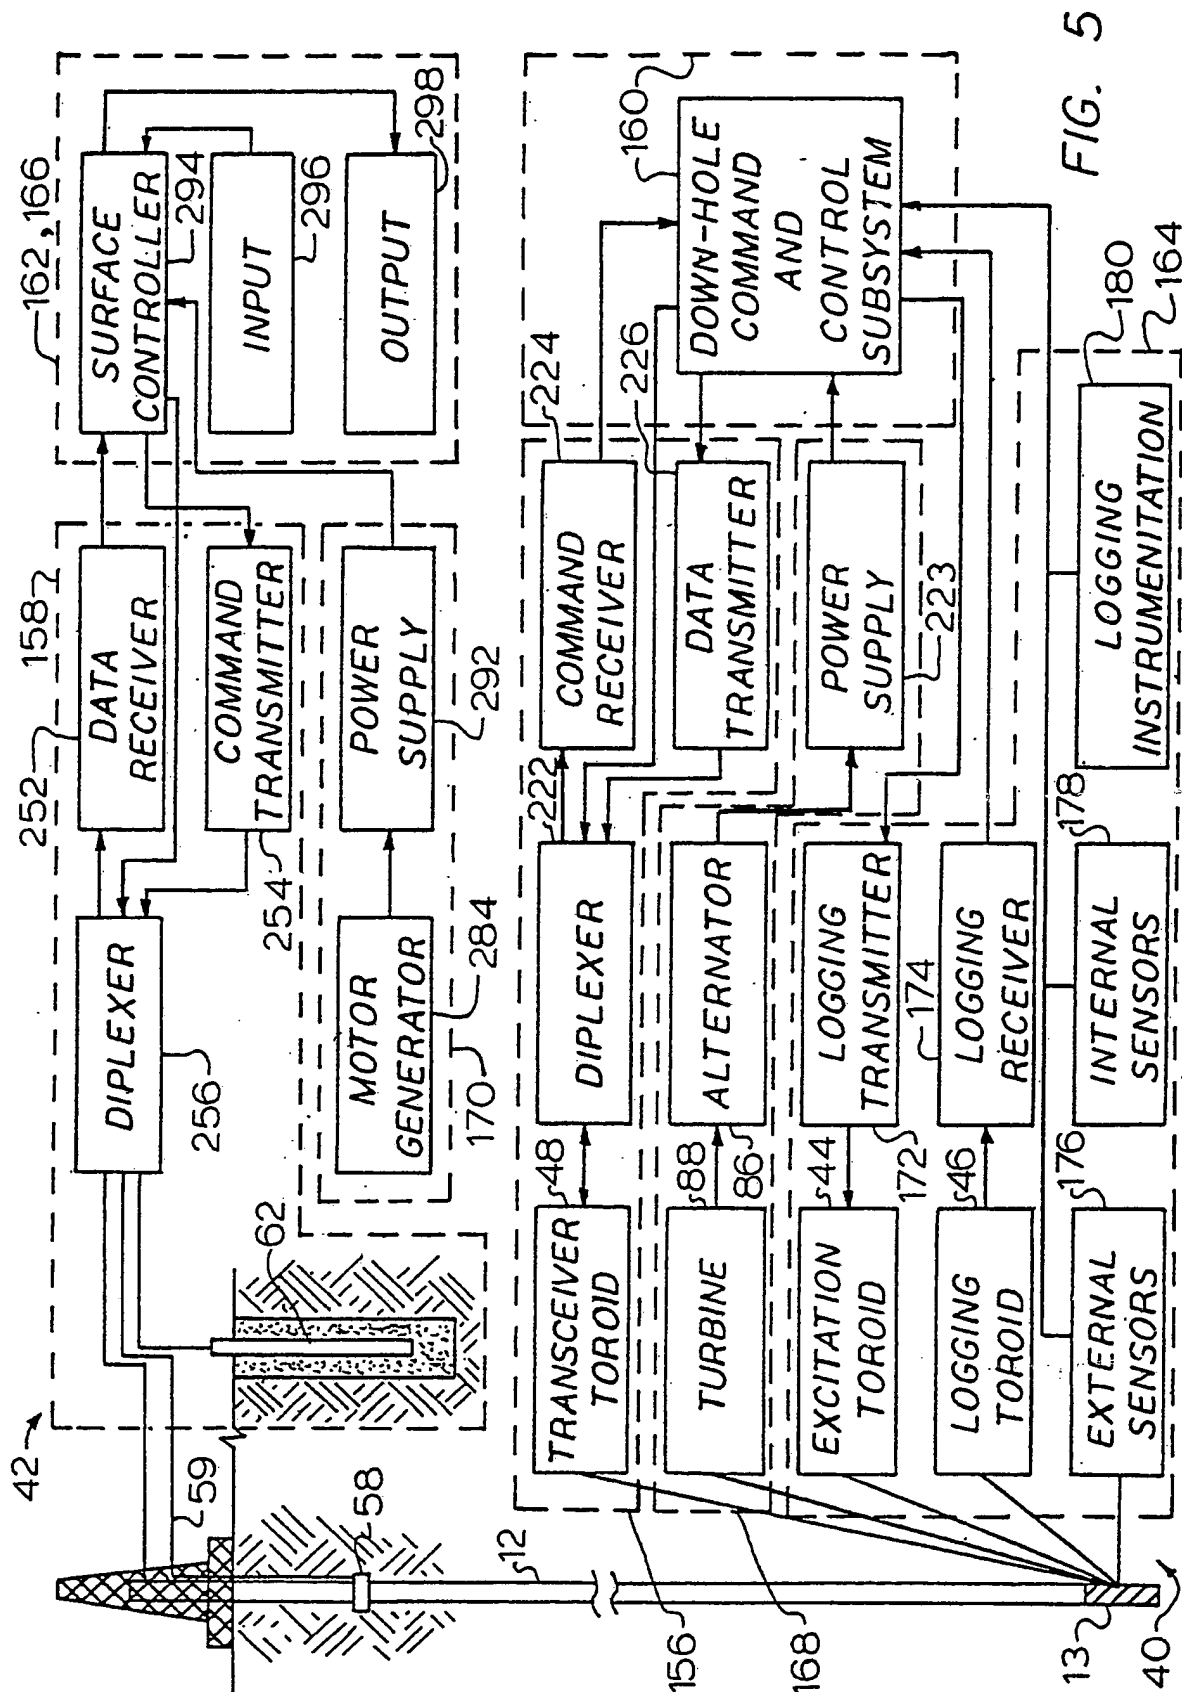 42
59
58
12
13
40
62
256
DIPLEXER
252
158
DATA
RECEIVER
254
COMMAND
TRANSMITTER
162, 166
SURFACE
CONTROLLER
294
INPUT
296
OUTPUT
298
MOTOR
GENERATOR
284
170
POWER
SUPPLY
292
156
TRANSCEIVER
TOROID
48
DIPLEXER
222
COMMAND
RECEIVER
224
DATA
TRANSMITTER
226
160
DOWN-HOLE
COMMAND
AND
CONTROL
SUBSYSTEM
168
TURBINE
88
ALTERNATOR
86
POWER
SUPPLY
223
EXCITATION
TOROID
44
LOGGING
TRANSMITTER
172
LOGGING
TOROID
46
LOGGING
RECEIVER
174
EXTERNAL
SENSORS
176
INTERNAL
SENSORS
178
LOGGING
INSTRUMENITATION
180
164
FIG. 5